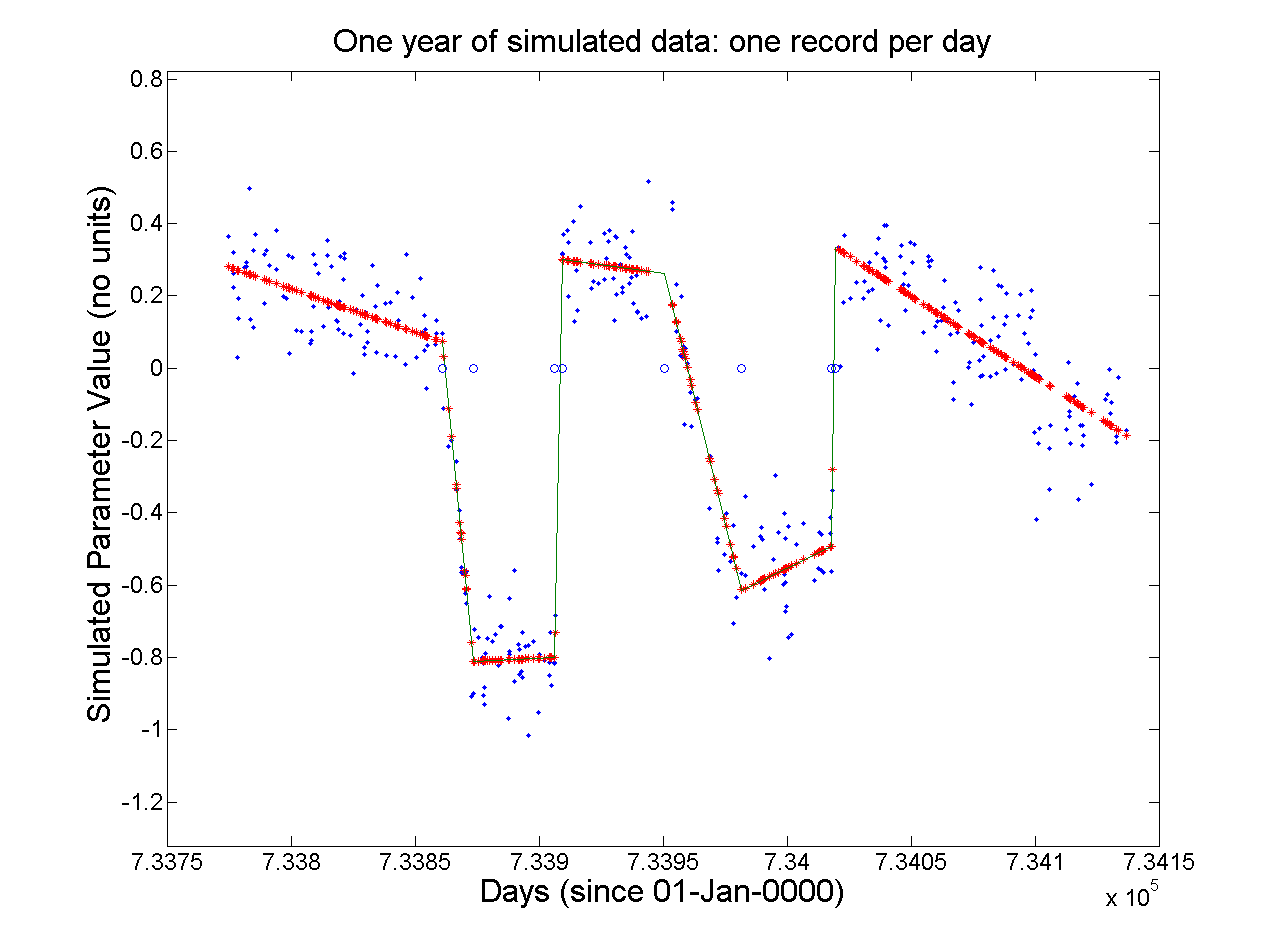 One year of simulated data: one record per day
Simulated Parameter Value (no units)
0.8
0.6
0.4
0.2
0
-0.2
-0.4
-0.6
-0.8
-1
-1.2
7.3375 7.338 7.3385 7.339 7.3395 7.34 7.3405 7.341 7.3415
Days (since 01-Jan-0000)
x 10^5